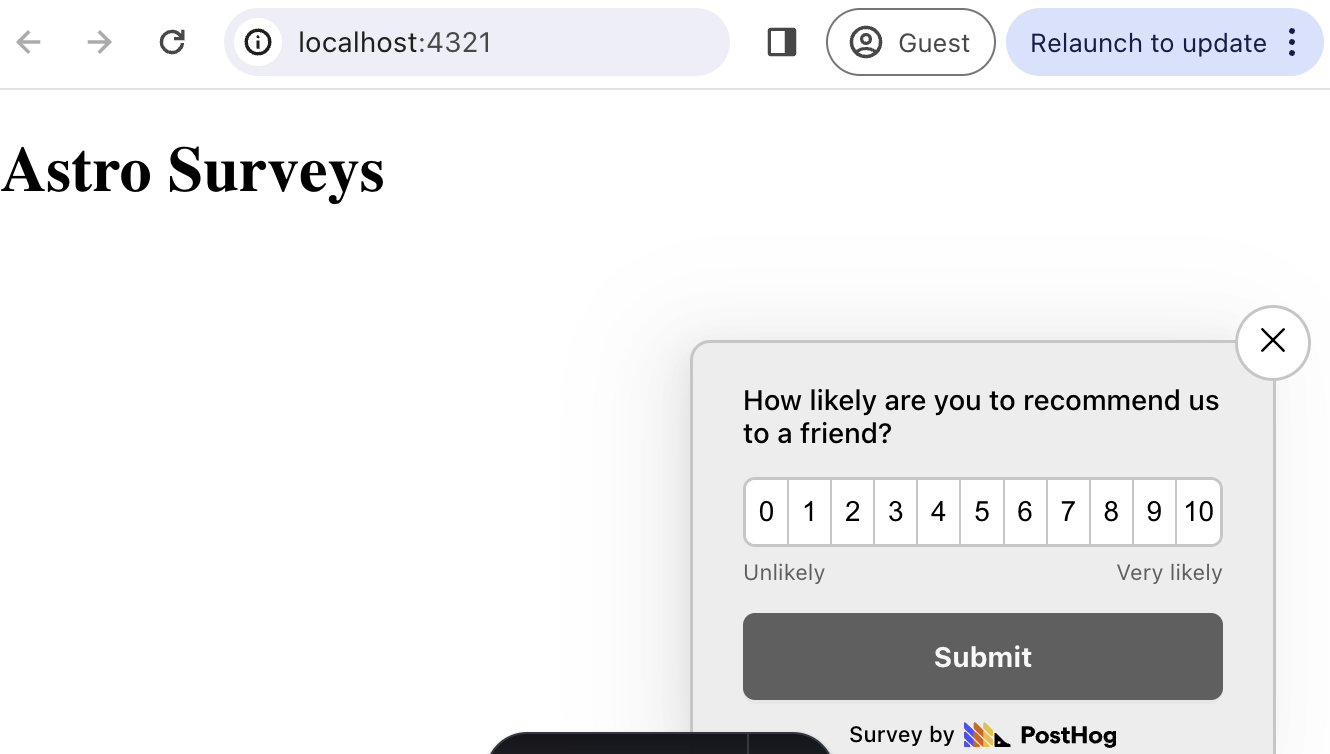 localhost:4321
Guest
Relaunch to update
Astro Surveys
How likely are you to recommend us
to a friend?
0 1 2 3 4 5 6 7 8 9 10
Unlikely Very likely
Submit
Survey by PostHog